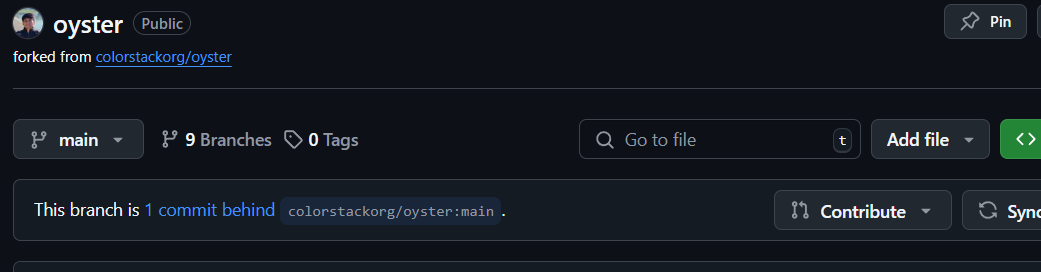 oyster Public Pin
forked from colorstackorg/oyster
main 9 Branches 0 Tags Go to file t Add file
This branch is 1 commit behind colorstackorg/oyster:main . Contribute